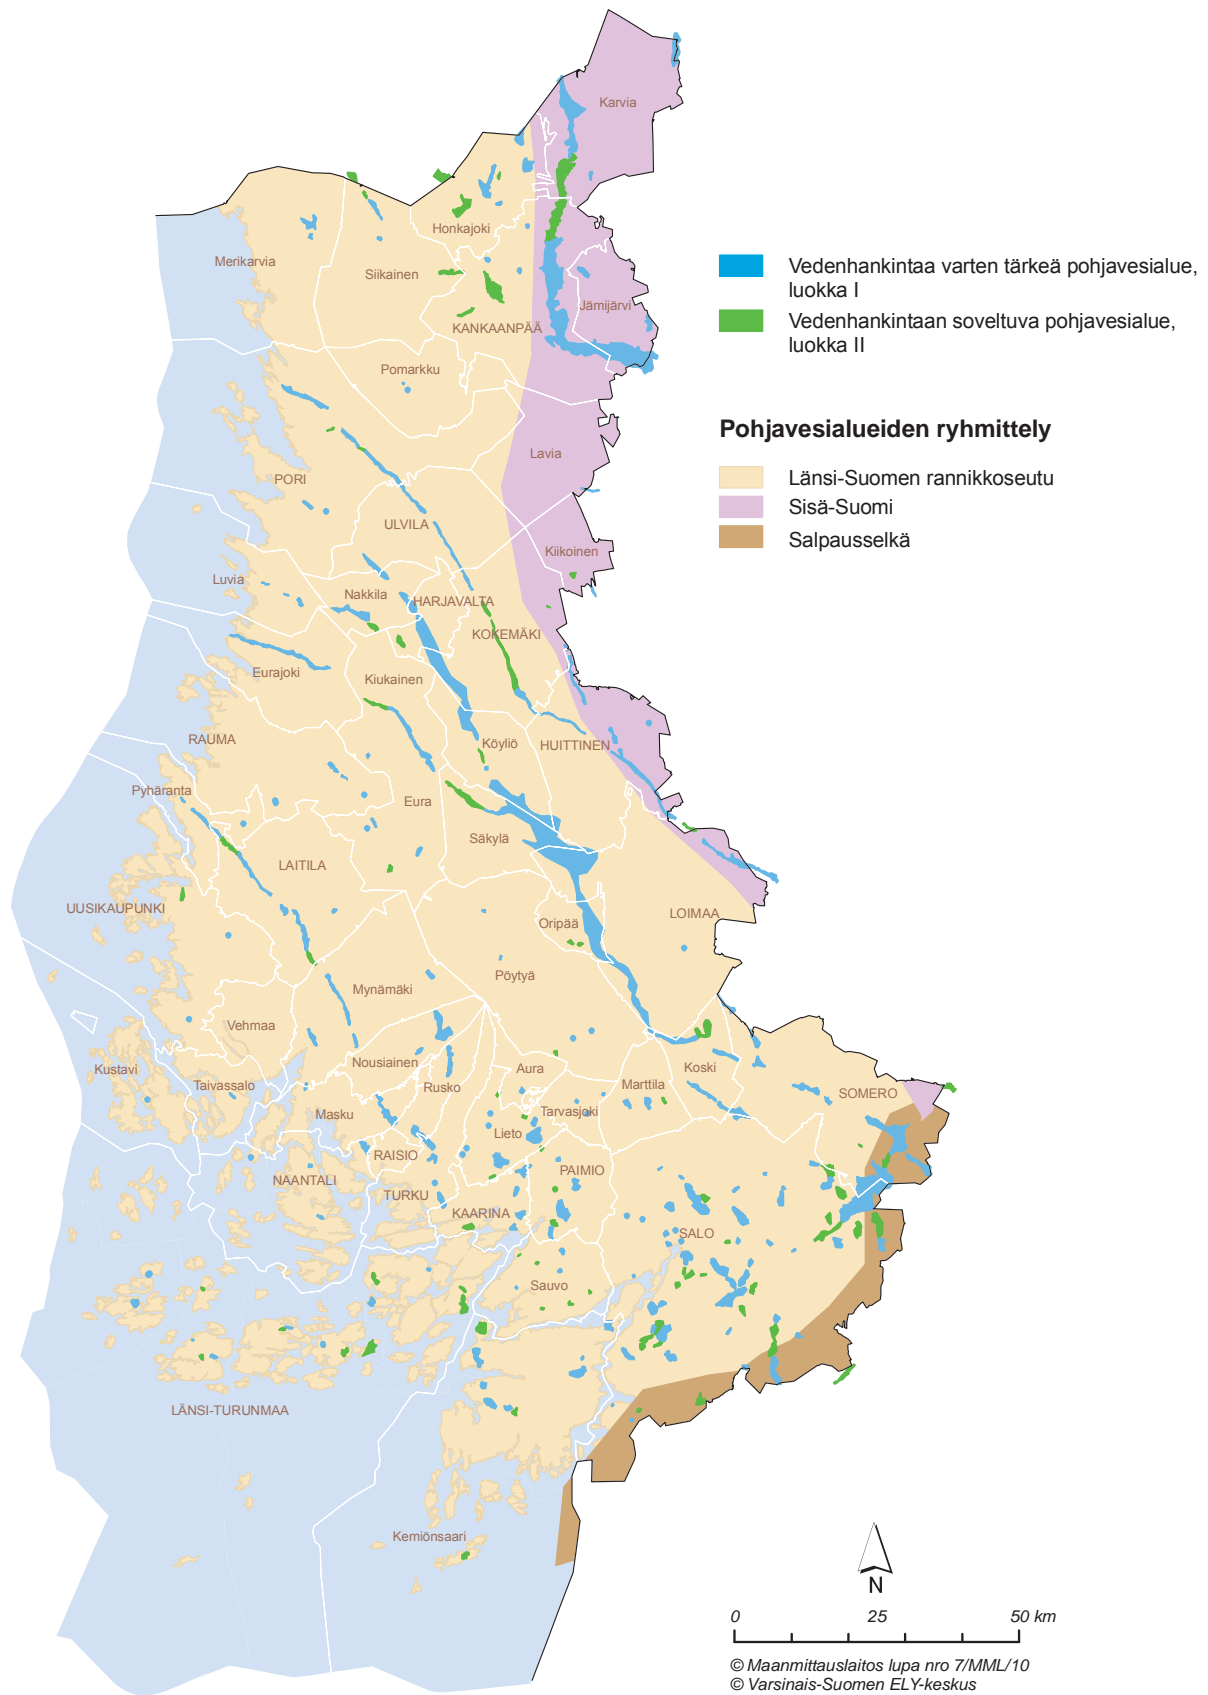 Karvia
Honkajoki
Merikarvia
Siikainen
Jämijärvi
KANKAANPÄÄ
Pomarkku
Lavia
PORI
ULVILA
Kiikoinen
Luvia
Nakkila
HARJAVALTA
KOKEMÄKI
Eurajoki
Kiukainen
RAUMA
Köyliö
HUITTINEN
Pyhäranta
Eura
Säkylä
LAITILA
UUSIKAUPUNKI
Oripää
LOIMAA
Pöytyä
Mynämäki
Vehmaa
Kustavi
Taivassalo
Nousiainen
Rusko
Aura
Marttila
Koski
SOMERO
Masku
Tarvasjoki
Lieto
RAISIO
NAANTALI
TURKU
PAIMIO
KAARINA
SALO
Sauvo
LÄNSI-TURUNMAA
Kemiönsaari
Vedenhankintaa varten tärkeä pohjavesialue,
luokka I
Vedenhankintaan soveltuva pohjavesialue,
luokka II
Pohjavesialueiden ryhmittely
Länsi-Suomen rannikkoseutu
Sisä-Suomi
Salpausselkä
N
0 25 50 km
© Maanmittauslaitos lupa nro 7/MML/10
© Varsinais-Suomen ELY-keskus